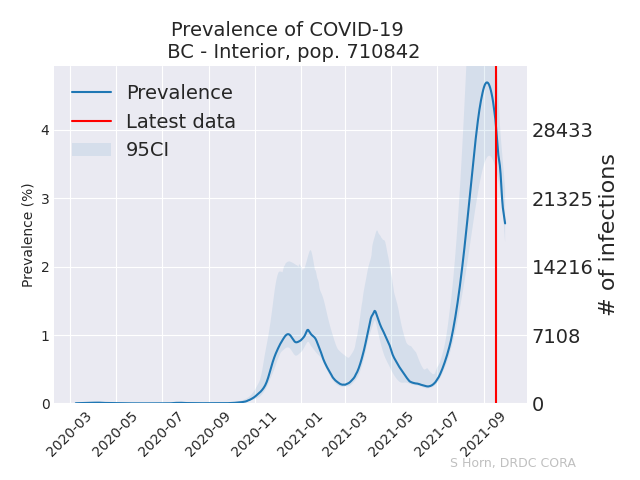 Prevalence of COVID-19
BC - Interior, pop. 710842
Prevalence
Latest data
95CI
Prevalence (%)
4
3
2
1
0
28433
21325
14216
7108
0
# of infections
2020-03
2020-05
2020-07
2020-09
2020-11
2021-01
2021-03
2021-05
2021-07
2021-09
S Horn, DRDC CORA